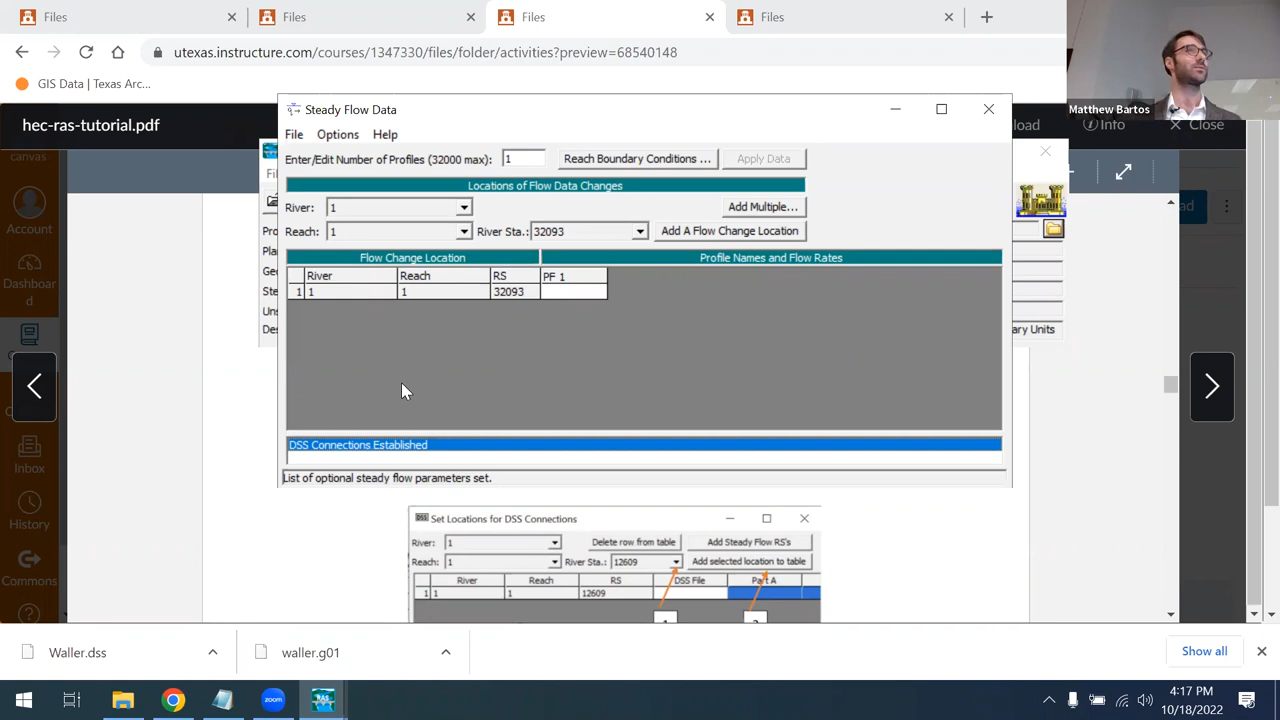 Files
Files
Files
Files
utexas.instructure.com/courses/1347330/files/folder/activities?preview=68540148
GIS Data | Texas Arc...
Matthew Bartos
hec-ras-tutorial.pdf
Info
Close
Steady Flow Data
File Options Help
Enter/Edit Number of Profiles (32000 max): 1 Reach Boundary Conditions ... Apply Data
Locations of Flow Data Changes
River: 1 Add Multiple...
Reach: 1 River Sta.: 32093 Add A Flow Change Location
Flow Change Location Profile Names and Flow Rates
River Reach RS PF 1
1 1 1 32093
DSS Connections Established
List of optional steady flow parameters set.
canvas
Account
Dashboar
d
Inbox
History
Commons
ary Units
DSS Set Locations for DSS Connections
River: 1 Delete row from table Add Steady Flow RS's
Reach: 1 River Sta.: 12609 Add selected location to table
River Reach RS DSS File Part A
1 1 1 12609
Waller.dss
waller.g01
Show all
RAS
zoom
4:17 PM
10/18/2022